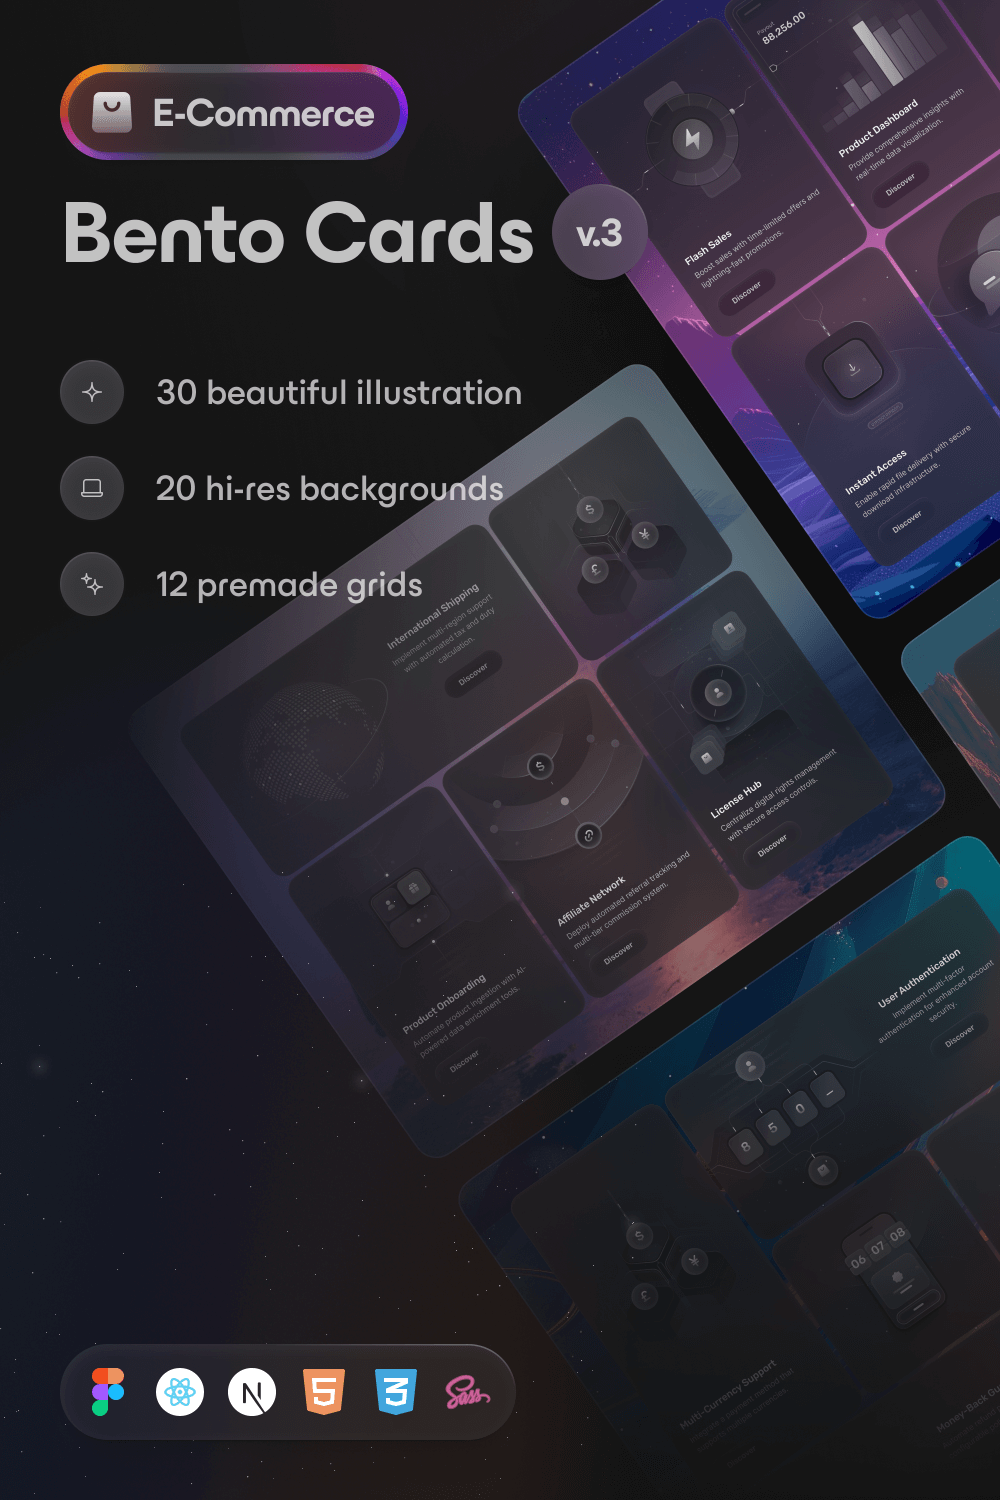 E-Commerce
Bento Cards
v.3
30 beautiful illustration
20 hi-res backgrounds
12 premade grids
Payout
88,256.00
Product Dashboard
Provide comprehensive insights with
real-time data visualization.
Discover
Flash Sales
Boost sales with time-limited offers and
lightning-fast promotions.
Discover
Instant Access
Enable rapid file delivery with secure
download infrastructure.
Discover
International Shipping
Implement multi-region support
with automated tax and duty
calculation.
Discover
$
¥
£
License Hub
Centralize digital rights management
with secure access controls.
Discover
$
Affiliate Network
Deploy automated referral tracking and
multi-tier commission system.
Discover
Product Onboarding
Automate product ingestion with AI-
powered data enrichment tools.
Discover
User Authentication
Implement multi-factor
authentication for enhanced account
security.
Discover
8 5 0 –
$
¥
£
06 07 08
Multi-Currency Support
Money-Back Gu
N
5
3
Sass